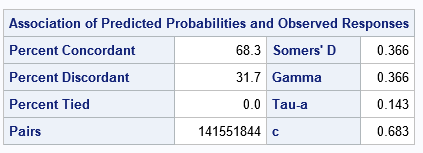 Association of Predicted Probabilities and Observed Responses
Percent Concordant 68.3 Somers' D 0.366
Percent Discordant 31.7 Gamma 0.366
Percent Tied 0.0 Tau-a 0.143
Pairs 141551844 c 0.683